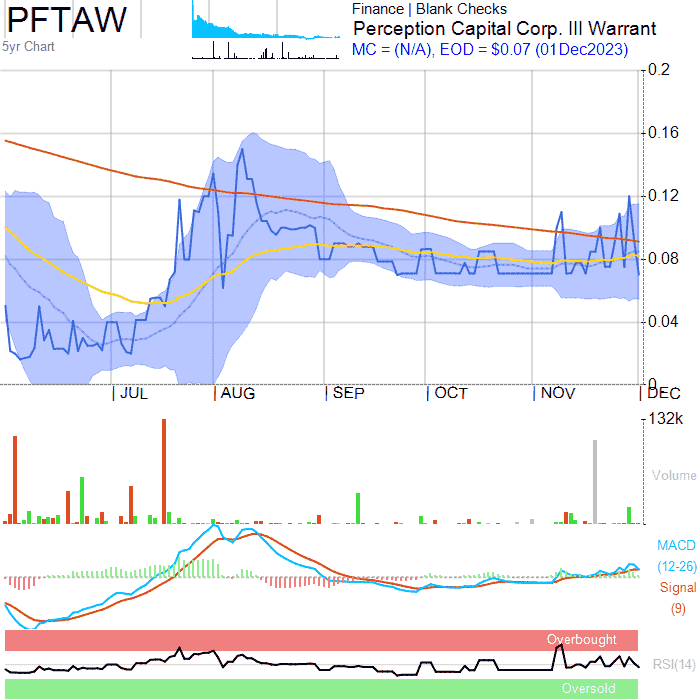 PFTAW
5yr Chart
Finance | Blank Checks
Perception Capital Corp. III Warrant
MC = (N/A), EOD = $0.07 (01Dec2023)
0.2
0.16
0.12
0.08
0.04
0
JUL AUG SEP OCT NOV DEC
132k
Volume
MACD
(12-26)
Signal
(9)
Overbought
RSI(14)
Oversold